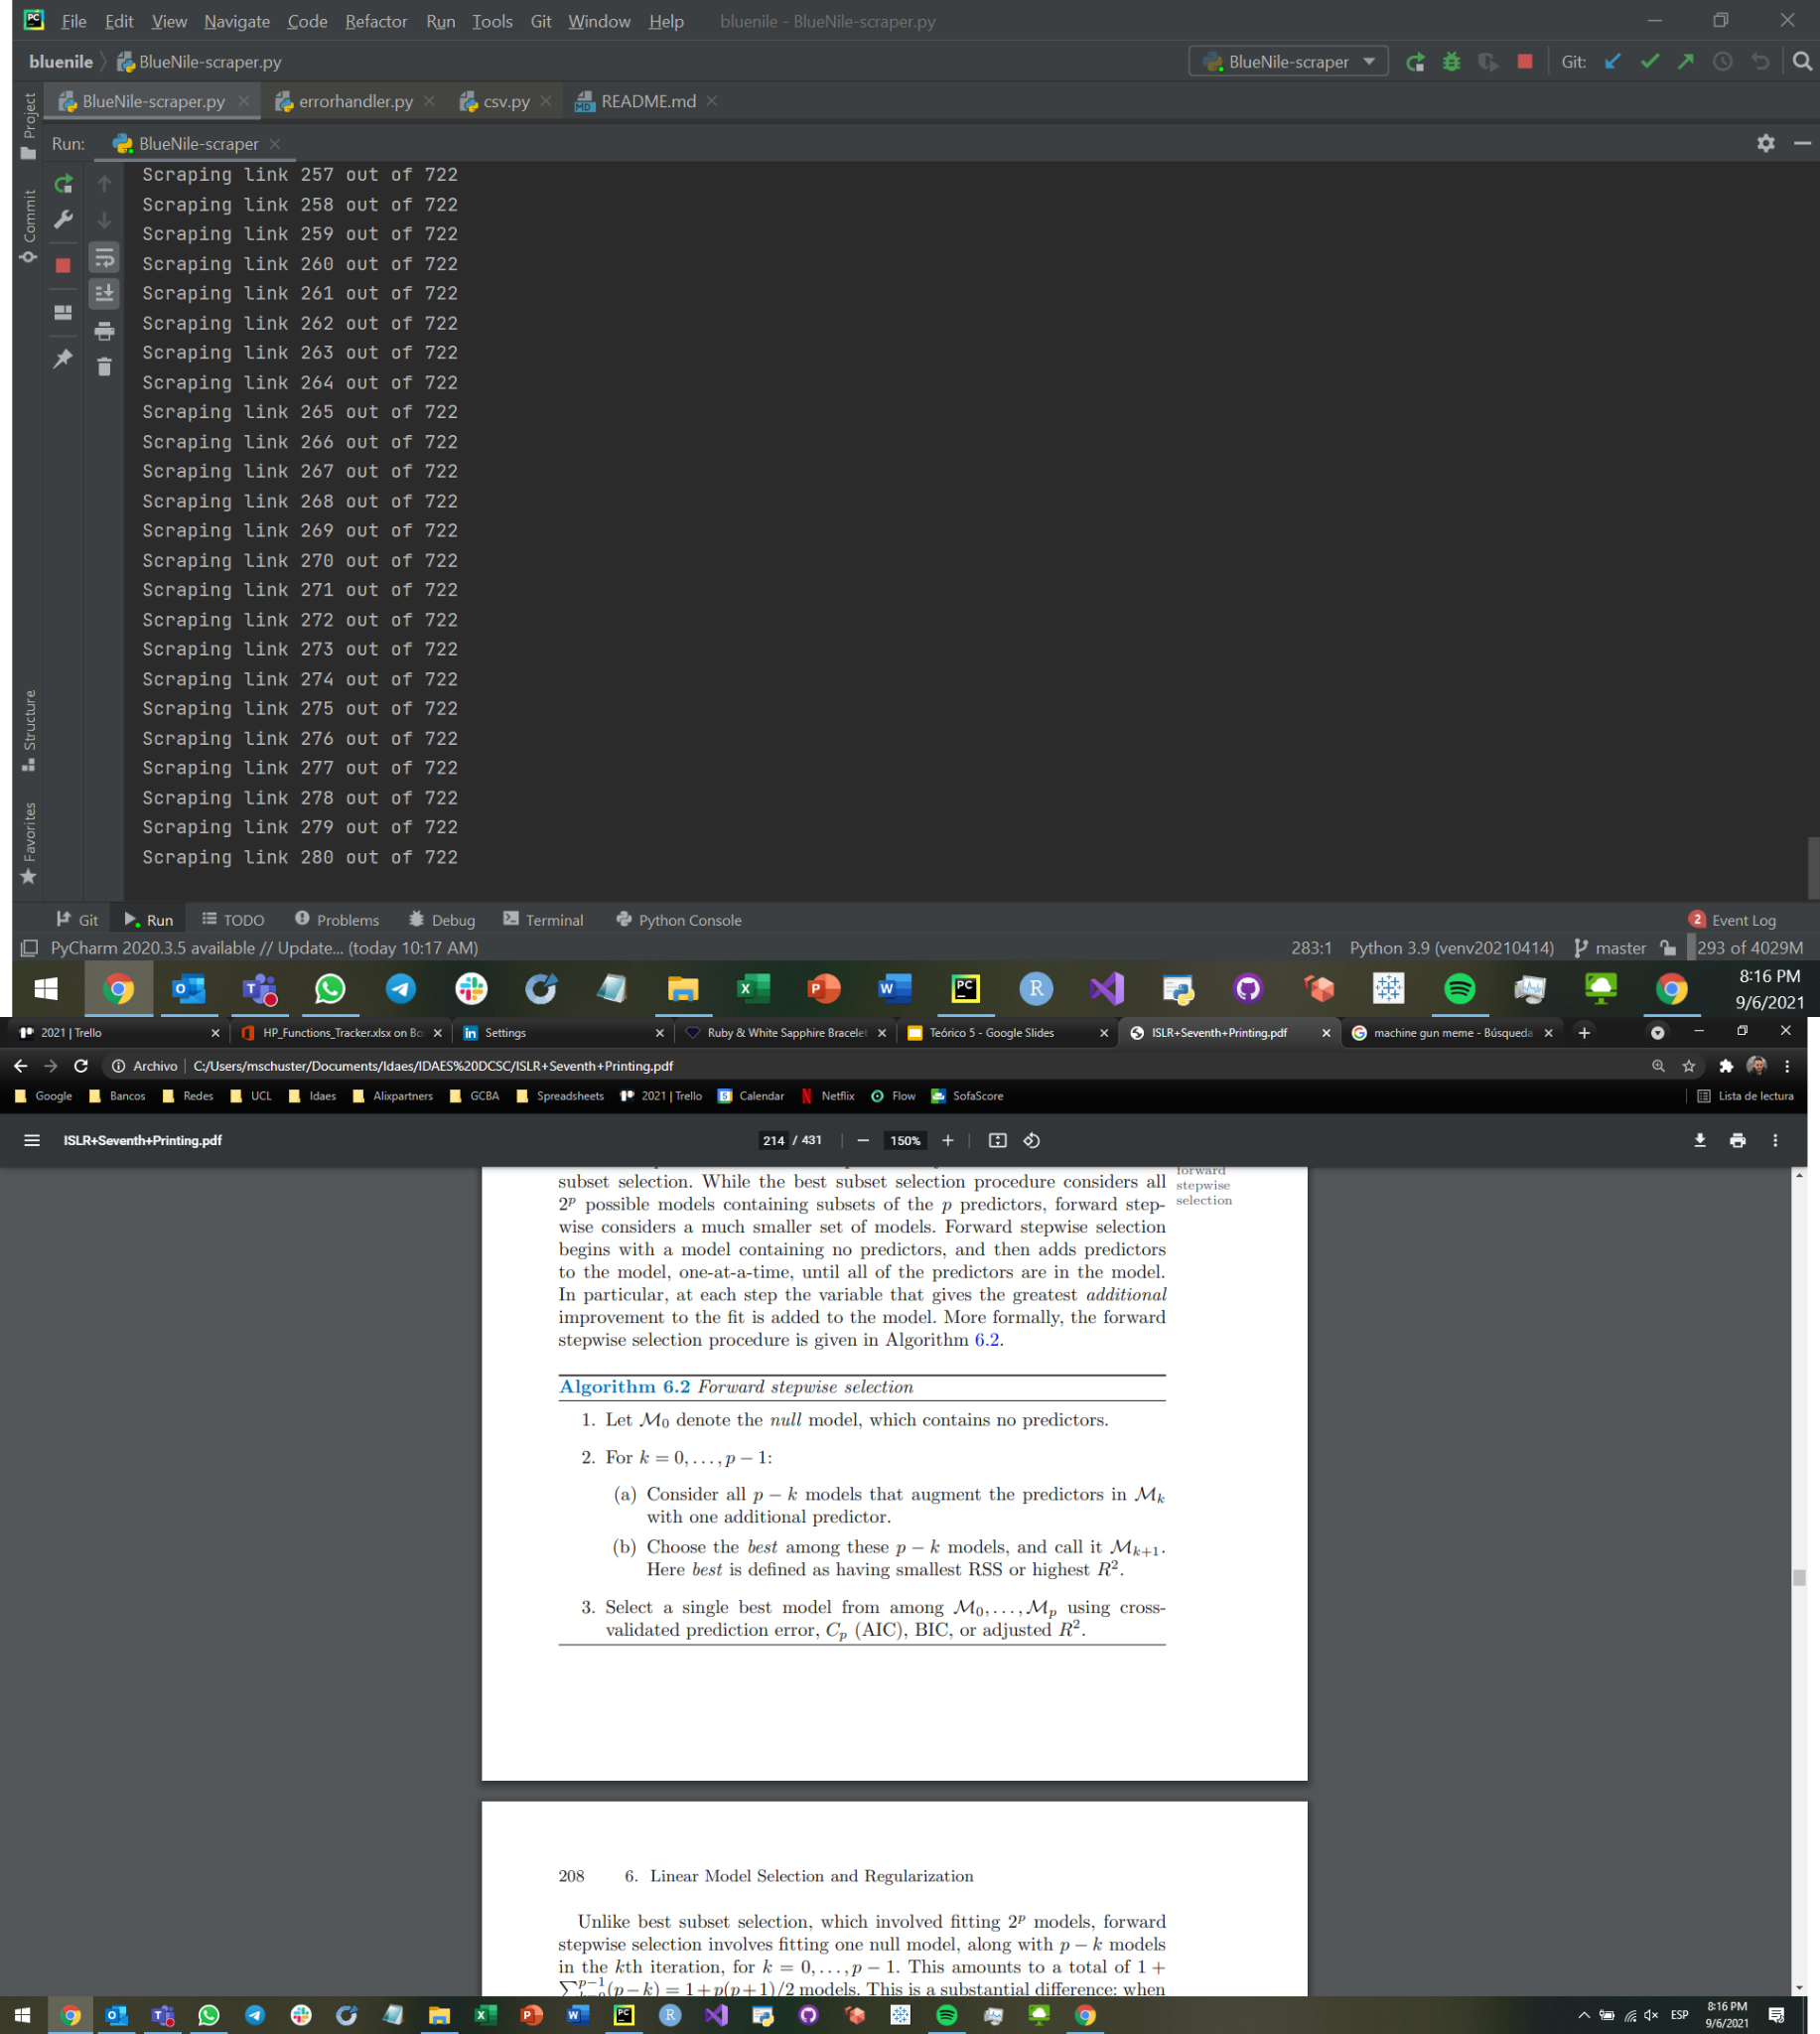 File Edit View Navigate Code Refactor Run Tools Git Window Help bluenile - BlueNile-scraper.py
bluenile BlueNile-scraper.py BlueNile-scraper Git:
BlueNile-scraper.py errorhandler.py csv.py README.md
Project
Commit
Structure
Favorites
Run: BlueNile-scraper
Scraping link 257 out of 722
Scraping link 258 out of 722
Scraping link 259 out of 722
Scraping link 260 out of 722
Scraping link 261 out of 722
Scraping link 262 out of 722
Scraping link 263 out of 722
Scraping link 264 out of 722
Scraping link 265 out of 722
Scraping link 266 out of 722
Scraping link 267 out of 722
Scraping link 268 out of 722
Scraping link 269 out of 722
Scraping link 270 out of 722
Scraping link 271 out of 722
Scraping link 272 out of 722
Scraping link 273 out of 722
Scraping link 274 out of 722
Scraping link 275 out of 722
Scraping link 276 out of 722
Scraping link 277 out of 722
Scraping link 278 out of 722
Scraping link 279 out of 722
Scraping link 280 out of 722
Git Run TODO Problems Debug Terminal Python Console 2 Event Log
PyCharm 2020.3.5 available // Update... (today 10:17 AM) 283:1 Python 3.9 (venv20210414) master 293 of 4029M
8:16 PM
9/6/2021
2021 | Trello HP_Functions_Tracker.xlsx on Bo Settings Ruby & White Sapphire Bracelet Teórico 5 - Google Slides ISLR+Seventh+Printing.pdf machine gun meme - Búsqueda
Archivo | C:/Users/mschuster/Documents/Idaes/IDAES%20DCSC/ISLR+Seventh+Printing.pdf
Google Bancos Redes UCL Idaes Alixpartners GCBA Spreadsheets 2021 | Trello Calendar Netflix Flow SofaScore Lista de lectura
ISLR+Seventh+Printing.pdf 214 / 431 150%
forward
stepwise
selection
subset selection. While the best subset selection procedure considers all
2^p possible models containing subsets of the p predictors, forward step-
wise considers a much smaller set of models. Forward stepwise selection
begins with a model containing no predictors, and then adds predictors
to the model, one-at-a-time, until all of the predictors are in the model.
In particular, at each step the variable that gives the greatest additional
improvement to the fit is added to the model. More formally, the forward
stepwise selection procedure is given in Algorithm 6.2.
Algorithm 6.2 Forward stepwise selection
1. Let M₀ denote the null model, which contains no predictors.
2. For k = 0, . . . , p − 1:
(a) Consider all p − k models that augment the predictors in Mₖ
with one additional predictor.
(b) Choose the best among these p − k models, and call it Mₖ₊₁.
Here best is defined as having smallest RSS or highest R².
3. Select a single best model from among M₀, . . . , Mₚ using cross-
validated prediction error, Cₚ (AIC), BIC, or adjusted R².
208 6. Linear Model Selection and Regularization
Unlike best subset selection, which involved fitting 2^p models, forward
stepwise selection involves fitting one null model, along with p − k models
in the kth iteration, for k = 0, . . . , p − 1. This amounts to a total of 1 +
∑_{k=0}^{p−1}(p − k) = 1 + p(p + 1)/2 models. This is a substantial difference: when
ESP 8:16 PM
9/6/2021